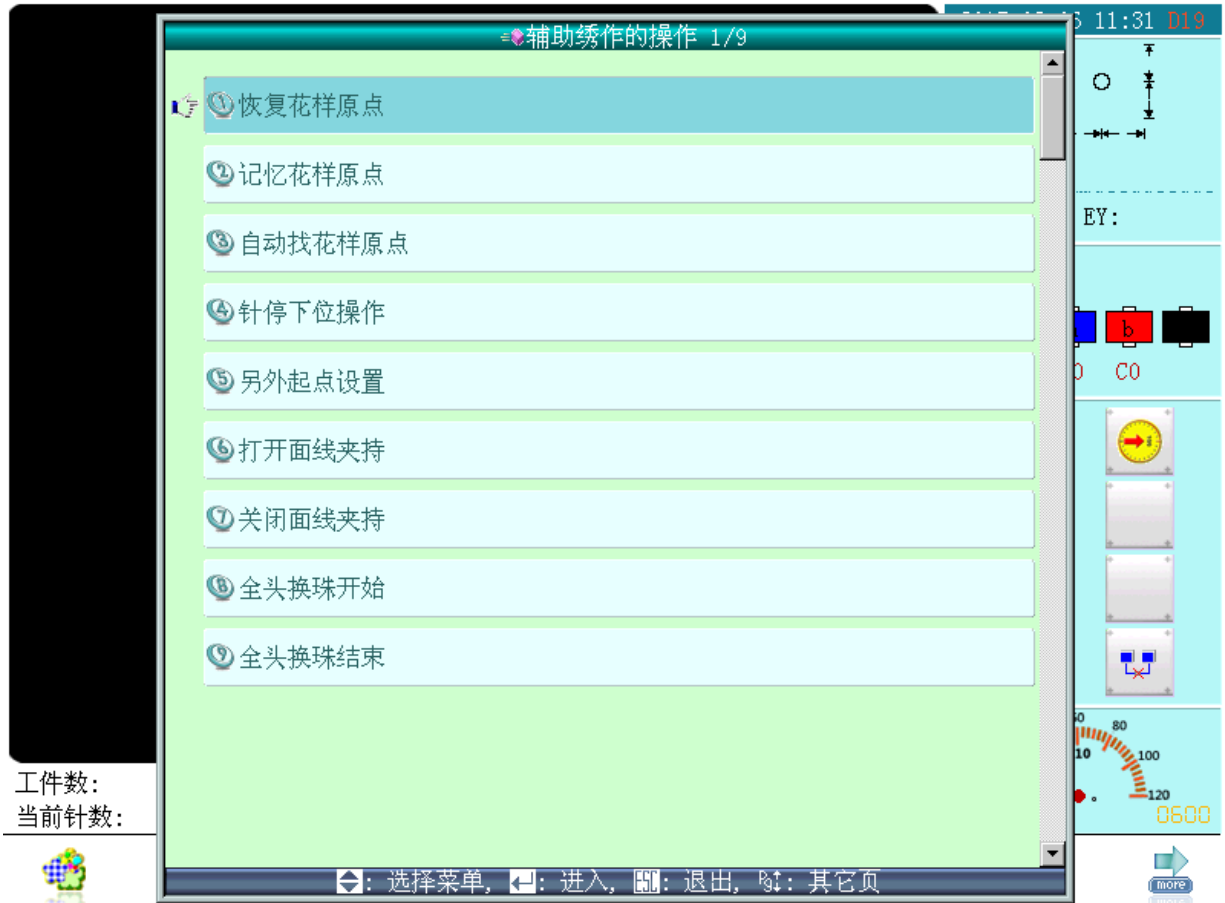 11:31 D19
辅助绣作的操作 1/9
① 恢复花样原点
② 记忆花样原点
③ 自动找花样原点
④ 针停下位操作
⑤ 另外起点设置
⑥ 打开面线夹持
⑦ 关闭面线夹持
⑧ 全头换珠开始
⑨ 全头换珠结束
EY:
b
C0
80
10
100
120
0600
工件数:
当前针数:
: 选择菜单, : 进入, ESC: 退出, : 其它页
more